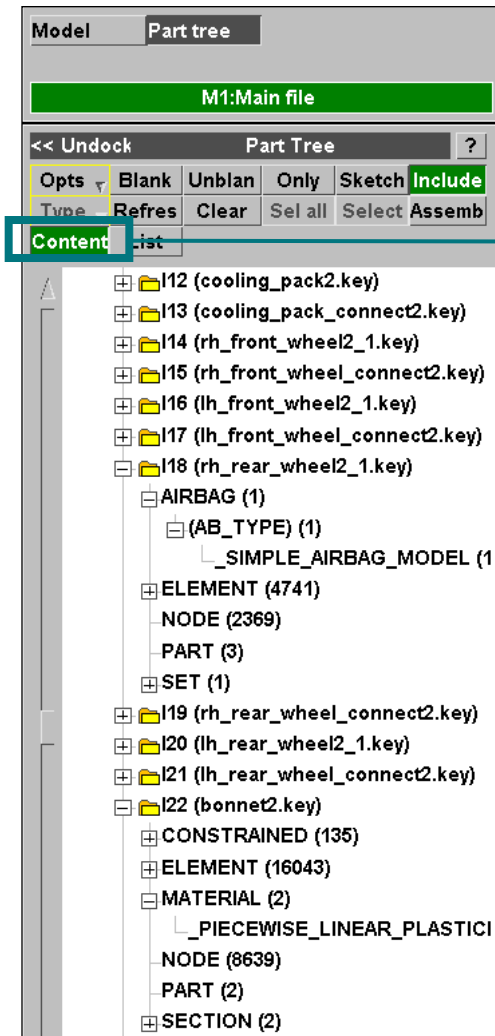 Model Part tree
M1:Main file
<< Undock Part Tree ?
Opts Blank Unblan Only Sketch Include
Type Refres Clear Sel all Select Assemb
Content List
I12 (cooling_pack2.key)
I13 (cooling_pack_connect2.key)
I14 (rh_front_wheel2_1.key)
I15 (rh_front_wheel_connect2.key)
I16 (lh_front_wheel2_1.key)
I17 (lh_front_wheel_connect2.key)
I18 (rh_rear_wheel2_1.key)
AIRBAG (1)
(AB_TYPE) (1)
_SIMPLE_AIRBAG_MODEL (1
ELEMENT (4741)
NODE (2369)
PART (3)
SET (1)
I19 (rh_rear_wheel_connect2.key)
I20 (lh_rear_wheel2_1.key)
I21 (lh_rear_wheel_connect2.key)
I22 (bonnet2.key)
CONSTRAINED (135)
ELEMENT (16043)
MATERIAL (2)
_PIECEWISE_LINEAR_PLASTICI
NODE (8639)
PART (2)
SECTION (2)